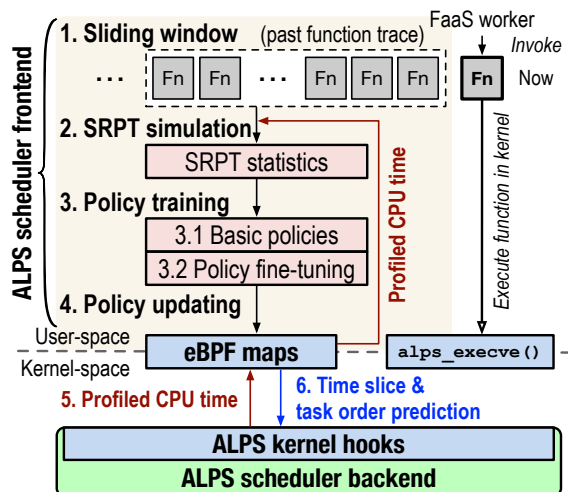 FaaS worker
1. Sliding window (past function trace)
Invoke
... Fn Fn ... Fn Fn Fn
Fn Now
2. SRPT simulation
SRPT statistics
3. Policy training
3.1 Basic policies
3.2 Policy fine-tuning
4. Policy updating
ALPS scheduler frontend
Profiled CPU time
Execute function in kernel
User-space
eBPF maps
alps_execve()
Kernel-space
5. Profiled CPU time
6. Time slice &
task order prediction
ALPS kernel hooks
ALPS scheduler backend